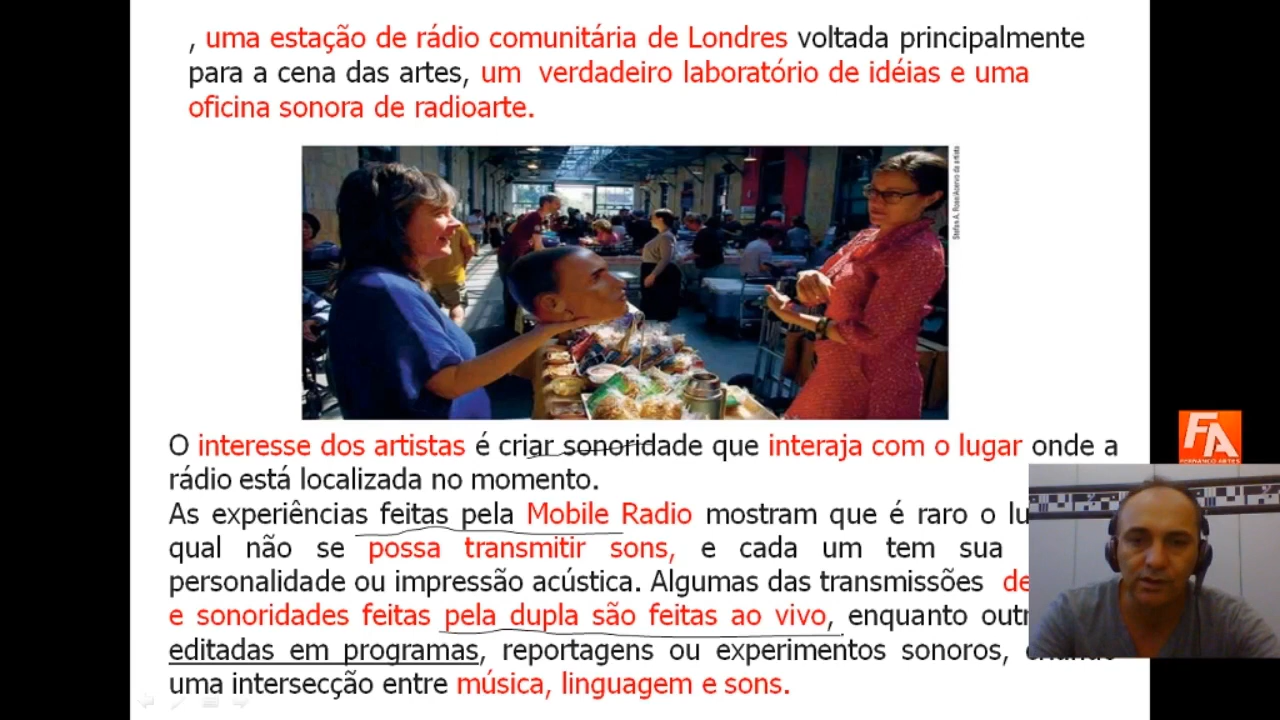 , uma estação de rádio comunitária de Londres voltada principalmente
para a cena das artes, um verdadeiro laboratório de idéias e uma
oficina sonora de radioarte.
O interesse dos artistas é criar sonoridade que interaja com o lugar onde a
rádio está localizada no momento.
As experiências feitas pela Mobile Radio mostram que é raro o
qual não se possa transmitir sons, e cada um tem sua
personalidade ou impressão acústica. Algumas das transmissões
e sonoridades feitas pela dupla são feitas ao vivo, enquanto
editadas em programas, reportagens ou experimentos sonoros,
uma intersecção entre música, linguagem e sons.
FA